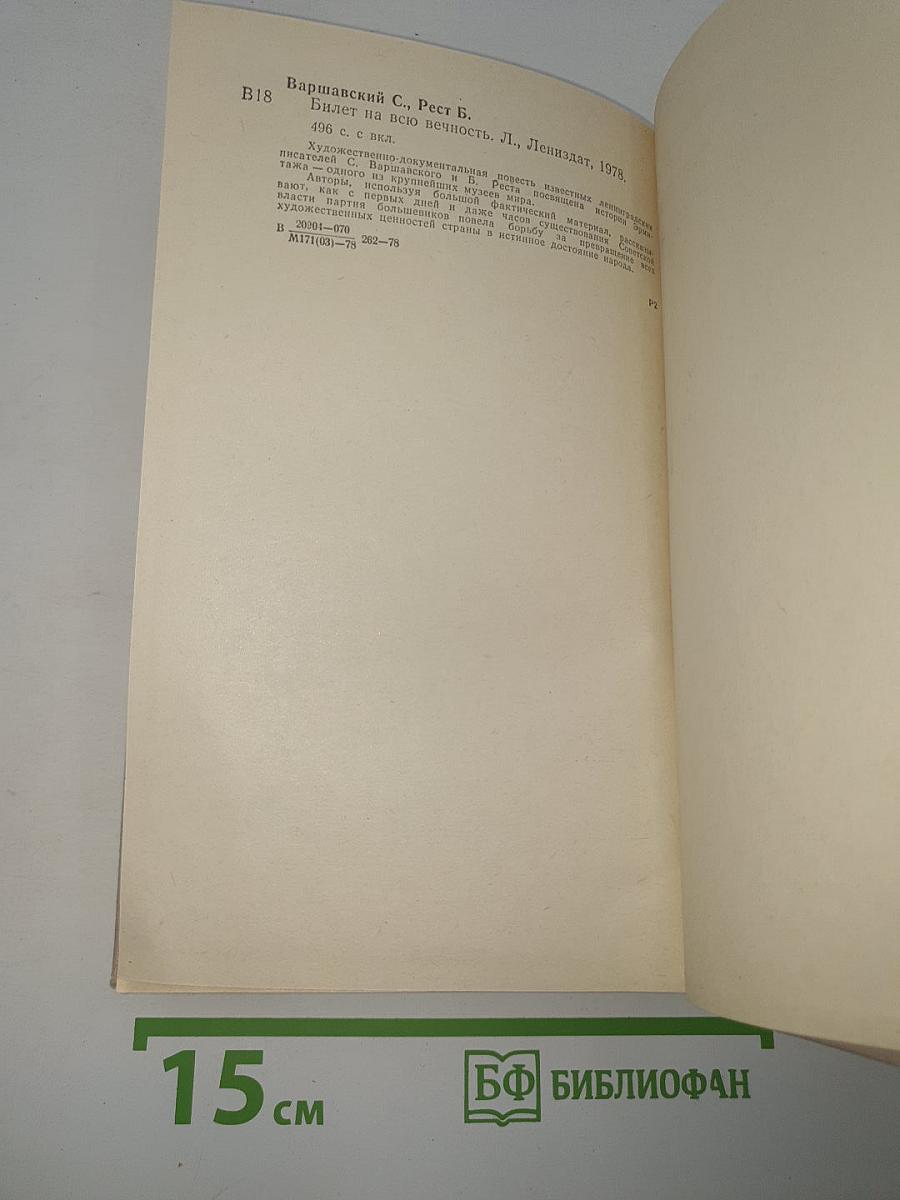 Варшавский С., Рест Б.
В18 Билет на всю вечность. Л., Лениздат, 1978.
496 с. с вкл.
Художественно-документальная повесть известных ленинградских
писателей С. Варшавского и Б. Реста посвящена истории Эрми-
тажа — одного из крупнейших музеев мира.
Авторы, используя большой фактический материал, рассказы-
вают, как с первых дней и даже часов существования Советской
власти партия большевиков повела борьбу за превращение всех
художественных ценностей страны в истинное достояние народа.
В 20904—070
М171(03)—78 262—78
Р2
15 см
БФ БИБЛИОФАН